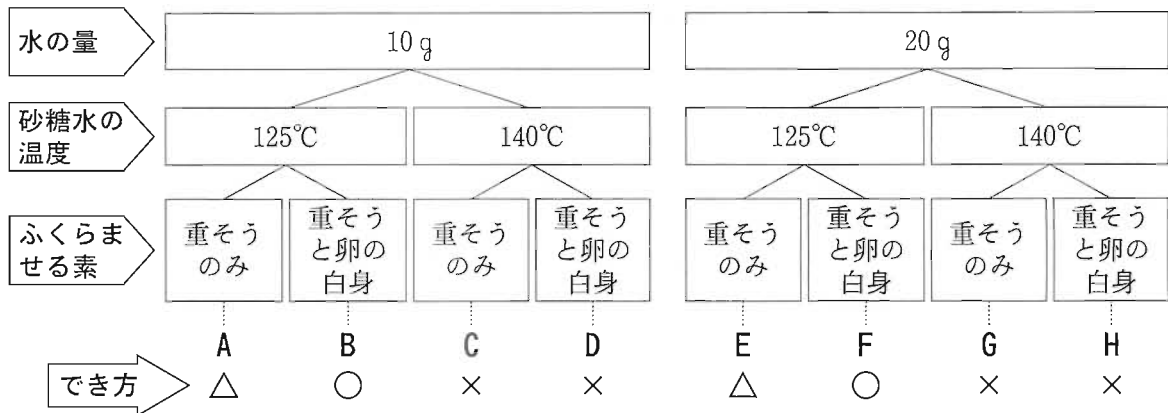 水の量
10 g
20 g
砂糖水の
温度
125℃
140℃
125℃
140℃
ふくらま
せる素
重そう
のみ
重そう
と卵の
白身
重そう
のみ
重そう
と卵の
白身
重そう
のみ
重そう
と卵の
白身
重そう
のみ
重そう
と卵の
白身
A B C D E F G H
でき方 △ ○ × × △ ○ × ×